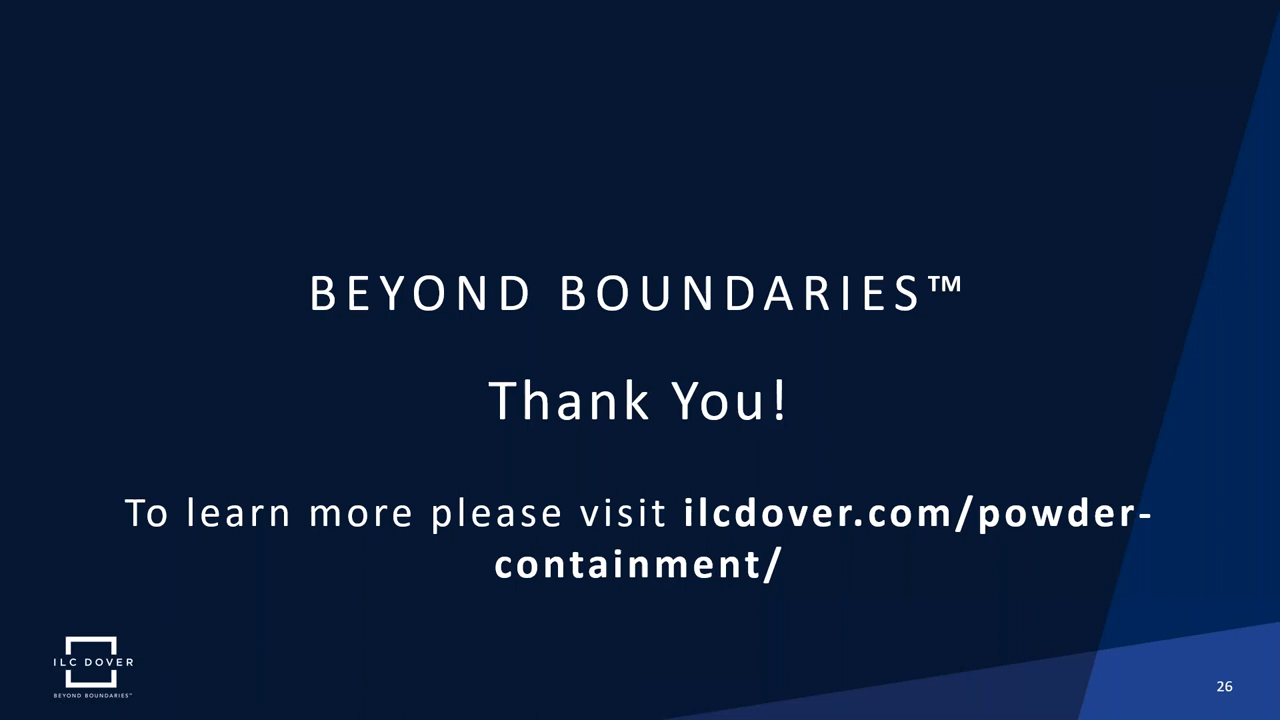 BEYOND BOUNDARIES™
Thank You!
To learn more please visit ilcdover.com/powder-
containment/
ILC DOVER
BEYOND BOUNDARIES™
26